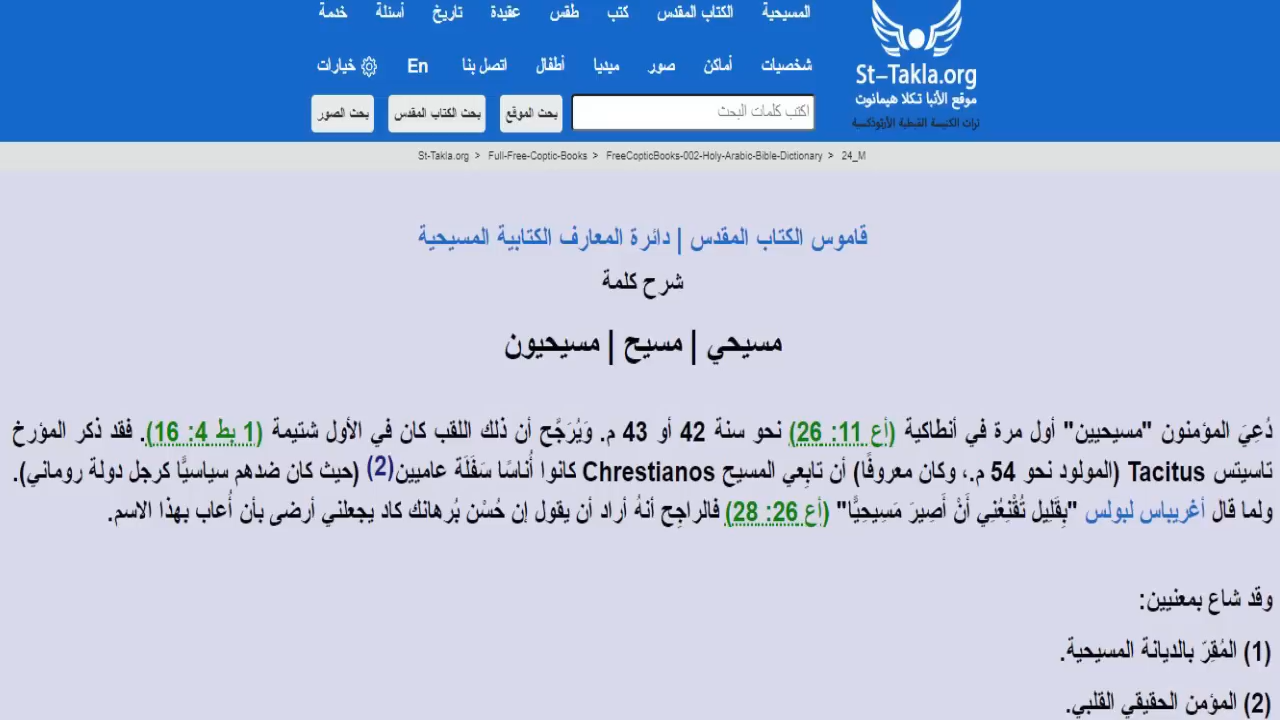 المسيحية الكتاب المقدس كتب طقس عقيدة تاريخ أسئلة خدمة
شخصيات أماكن صور ميديا أطفال اتصل بنا En خيارات
St-Takla.org
موقع الأنبا تكلا هيمانوت
تراث الكنيسة القبطية الأرثوذكسية
اكتب كلمات البحث بحث الموقع بحث الكتاب المقدس بحث الصور
St-Takla.org > Full-Free-Coptic-Books > FreeCopticBooks-002-Holy-Arabic-Bible-Dictionary > 24_M
قاموس الكتاب المقدس | دائرة المعارف الكتابية المسيحية
شرح كلمة
مسيحي | مسيح | مسيحيون
دُعِيَ المؤمنون "مسيحيين" أول مرة في أنطاكية (أع 11: 26) نحو سنة 42 أو 43 م. وَيُرَجَّح أن ذلك اللقب كان في الأول شتيمة (1 بط 4: 16). فقد ذكر المؤرخ
تاسيتس Tacitus (المولود نحو 54 م.، وكان معروفًا) أن تابِعي المسيح Chrestianos كانوا أُناسًا سَفَلَة عاميين(2) (حيث كان ضدهم سياسيًّا كرجل دولة روماني).
ولما قال أغريباس لبولس "بِقَلِيل تُقْنِعُنِي أَنْ أَصِيرَ مَسِيحِيًّا" (أع 26: 28) فالراجِح أنهُ أراد أن يقول إن حُسْن بُرهانك كاد يجعلني أرضى بأن أُعاب بهذا الاسم.
وقد شاع بمعنيين:
(1) المُقِرّ بالديانة المسيحية.
(2) المؤمن الحقيقي القلبي.